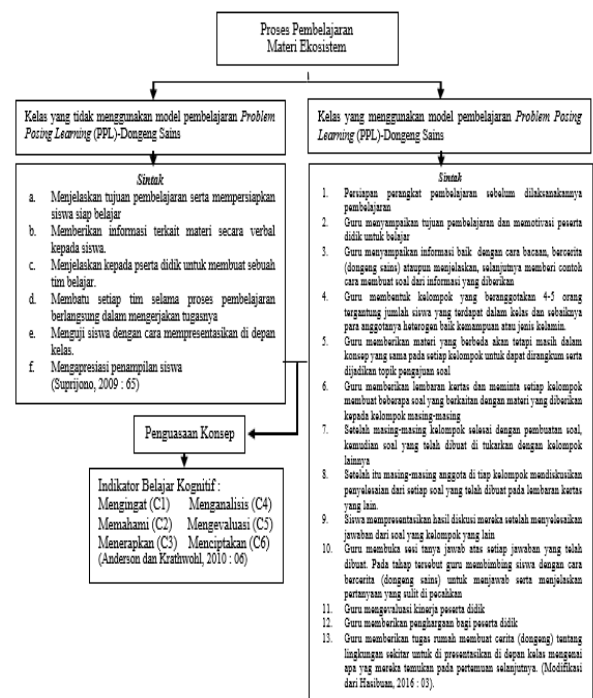 Proses Pembelajaran
Materi Ekosistem
Kelas yang tidak menggunakan model pembelajaran Problem
Posing Learning (PPL)-Dongeng Sains
Sintak
a. Menjelaskan tujuan pembelajaran serta mempersiapkan
siswa siap belajar
b. Memberikan informasi terkait materi secara verbal
kepada siswa.
c. Menjelaskan kepada pserta didik untuk membuat sebuah
tim belajar.
d. Membatu setiap tim selama proses pembelajaran
berlangsung dalam mengerjakan tugasnya
e. Menguji siswa dengan cara mempresentasikan di depan
kelas.
f. Mengapresiasi penampilan siswa
(Suprijono, 2009 : 65)
Penguasaan Konsep
Indikator Belajar Kognitif :
Mengingat (C1) Menganalisis (C4)
Memahami (C2) Mengevaluasi (C5)
Menerapkan (C3) Menciptakan (C6)
(Anderson dan Krathwohl, 2010 : 06)
Kelas yang menggunakan model pembelajaran Problem Posing
Learning (PPL)-Dongeng Sains
Sintak
1. Persiapan perangkat pembelajaran sebelum dilaksanakannya
pembelajaran
2. Guru menyampaikan tujuan pembelajaran dan memotivasi peserta
didik untuk belajar
3. Guru menyampaikan informasi baik dengan cara bacaan, bercerita
(dongeng sains) ataupun menjelaskan, selanjutnya memberi contoh
cara membuat soal dari informasi yang diberikan
4. Guru membentuk kelompok yang beranggotakan 4-5 orang
tergantung jumlah siswa yang terdapat dalam kelas dan sebaiknya
para anggotanya heterogen baik kemampuan atau jenis kelamin.
5. Guru memberikan materi yang berbeda akan tetapi masih dalam
konsep yang sama pada setiap kelompok untuk dapat dirangkum serta
dijadikan topik pengajuan soal
6. Guru memberikan lembaran kertas dan meminta setiap kelompok
membuat beberapa soal yang berkaitan dengan materi yang diberikan
kepada kelompok masing-masing
7. Setelah masing-masing kelompok selesai dengan pembuatan soal,
kemudian soal yang telah dibuat di tukarkan dengan kelompok
lainnya
8. Setelah itu masing-masing anggota di tiap kelompok mendiskusikan
penyelesaian dari setiap soal yang telah dibuat pada lembaran kertas
yang lain.
9. Siswa mempresentasikan hasil diskusi mereka setelah menyelesaikan
jawaban dari soal yang kelompok yang lain
10. Guru membuka sesi tanya jawab atas setiap jawaban yang telah
dibuat. Pada tahap tersebut guru membimbing siswa dengan cara
bercerita (dongeng sains) untuk menjawab serta menjelaskan
pertanyaan yang sulit di pecahkan
11. Guru mengevaluasi kinerja peserta didik
12. Guru memberikan penghargaan bagi peserta didik
13. Guru memberikan tugas rumah membuat cerita (dongeng) tentang
lingkungan sekitar untuk di presentasikan di depan kelas mengenai
apa yag mereka temukan pada pertemuan selanjutnya. (Modifikasi
dari Hasibuan, 2016 : 03).